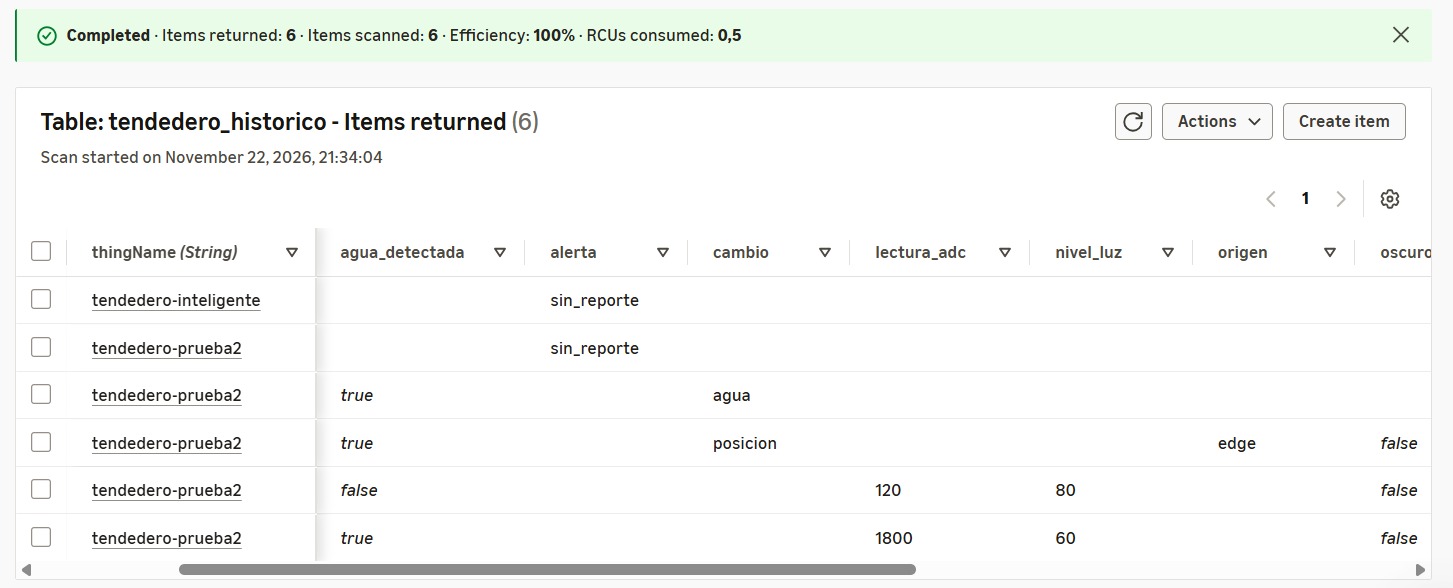 Completed · Items returned: 6 · Items scanned: 6 · Efficiency: 100% · RCUs consumed: 0,5
Table: tendedero_historico - Items returned (6)
Actions
Create item
Scan started on November 22, 2026, 21:34:04
1
thingName (String) agua_detectada alerta cambio lectura_adc nivel_luz origen oscuro
tendedero-inteligente sin_reporte
tendedero-prueba2 sin_reporte
tendedero-prueba2 true agua
tendedero-prueba2 true posicion edge false
tendedero-prueba2 false 120 80 false
tendedero-prueba2 true 1800 60 false